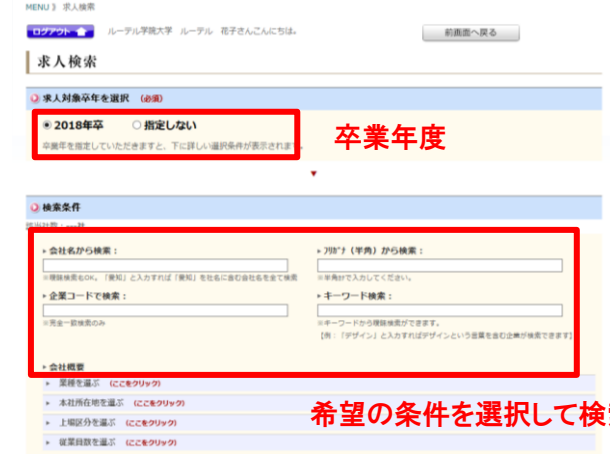 MENU 》 求人検索
ログアウト ルーテル学院大学 ルーテル 花子さんこんにちは。 前画面へ戻る
求人検索
求人対象卒年を選択 (必須)
2018年卒 指定しない
卒業年度
卒業年を指定していただきますと、下に詳しい選択条件が表示されます。
▼
検索条件
該当社数：---社
会社名から検索： ﾌﾘｶﾞﾅ（半角）から検索：
※曖昧検索もOK。「愛知」と入力すれば「愛知」を社名に含む会社名を全て検索 ※半角ｶﾅで入力してください。
企業コードで検索： キーワード検索：
※完全一致検索のみ ※キーワードから曖昧検索ができます。
[例：「デザイン」と入力すればデザインという言葉を含む企業が検索できます]
会社概要
業種を選ぶ (ここをクリック)
本社所在地を選ぶ (ここをクリック)
上場区分を選ぶ (ここをクリック)
希望の条件を選択して検
従業員数を選ぶ (ここをクリック)